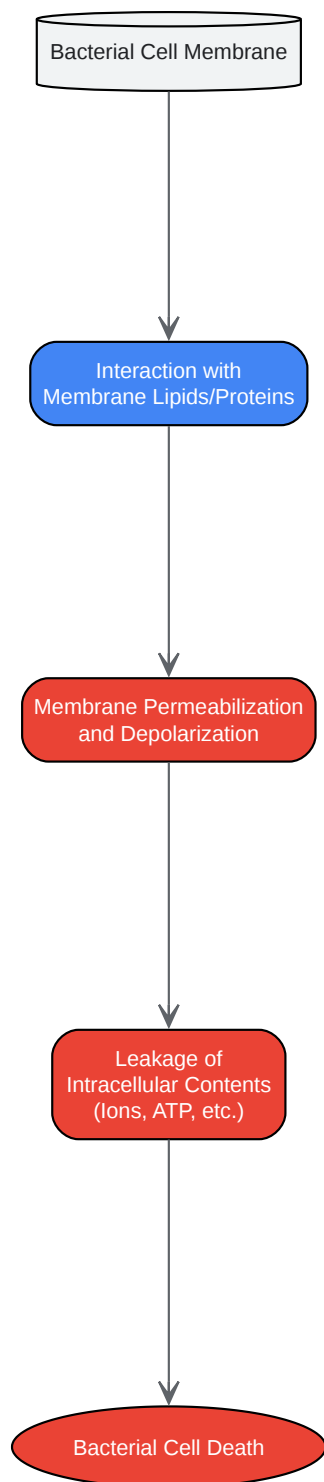 Bacterial Cell Membrane
Interaction with
Membrane Lipids/Proteins
Membrane Permeabilization
and Depolarization
Leakage of
Intracellular Contents
(Ions, ATP, etc.)
Bacterial Cell Death